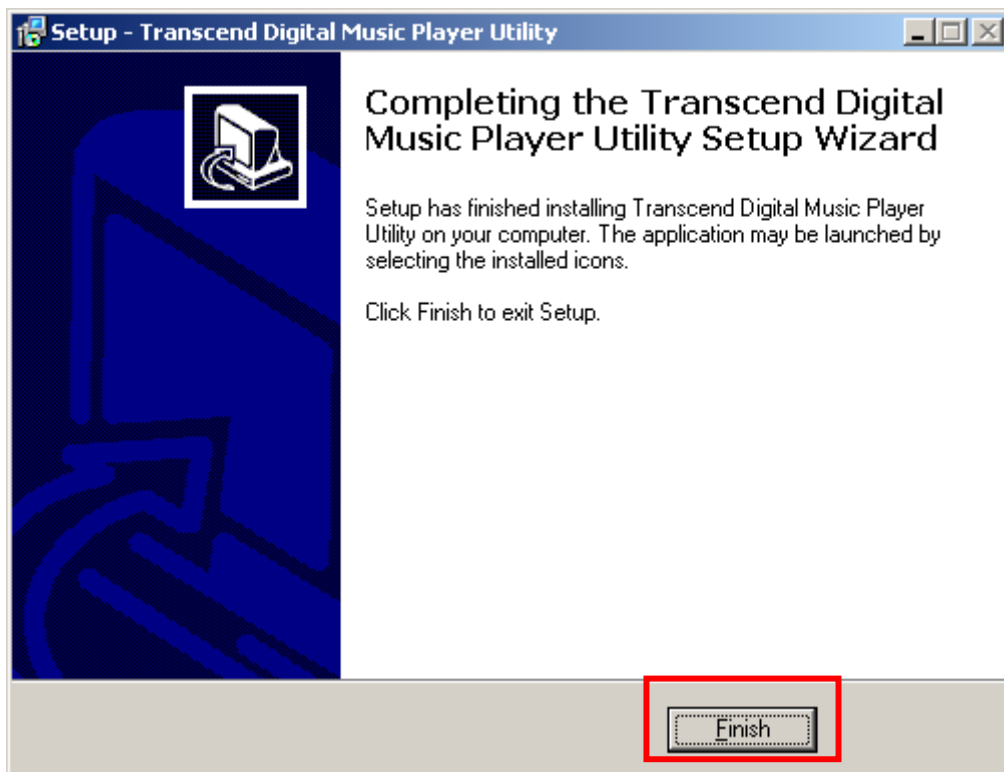 Setup - Transcend Digital Music Player Utility
Completing the Transcend Digital
Music Player Utility Setup Wizard
Setup has finished installing Transcend Digital Music Player
Utility on your computer. The application may be launched by
selecting the installed icons.
Click Finish to exit Setup.
Finish